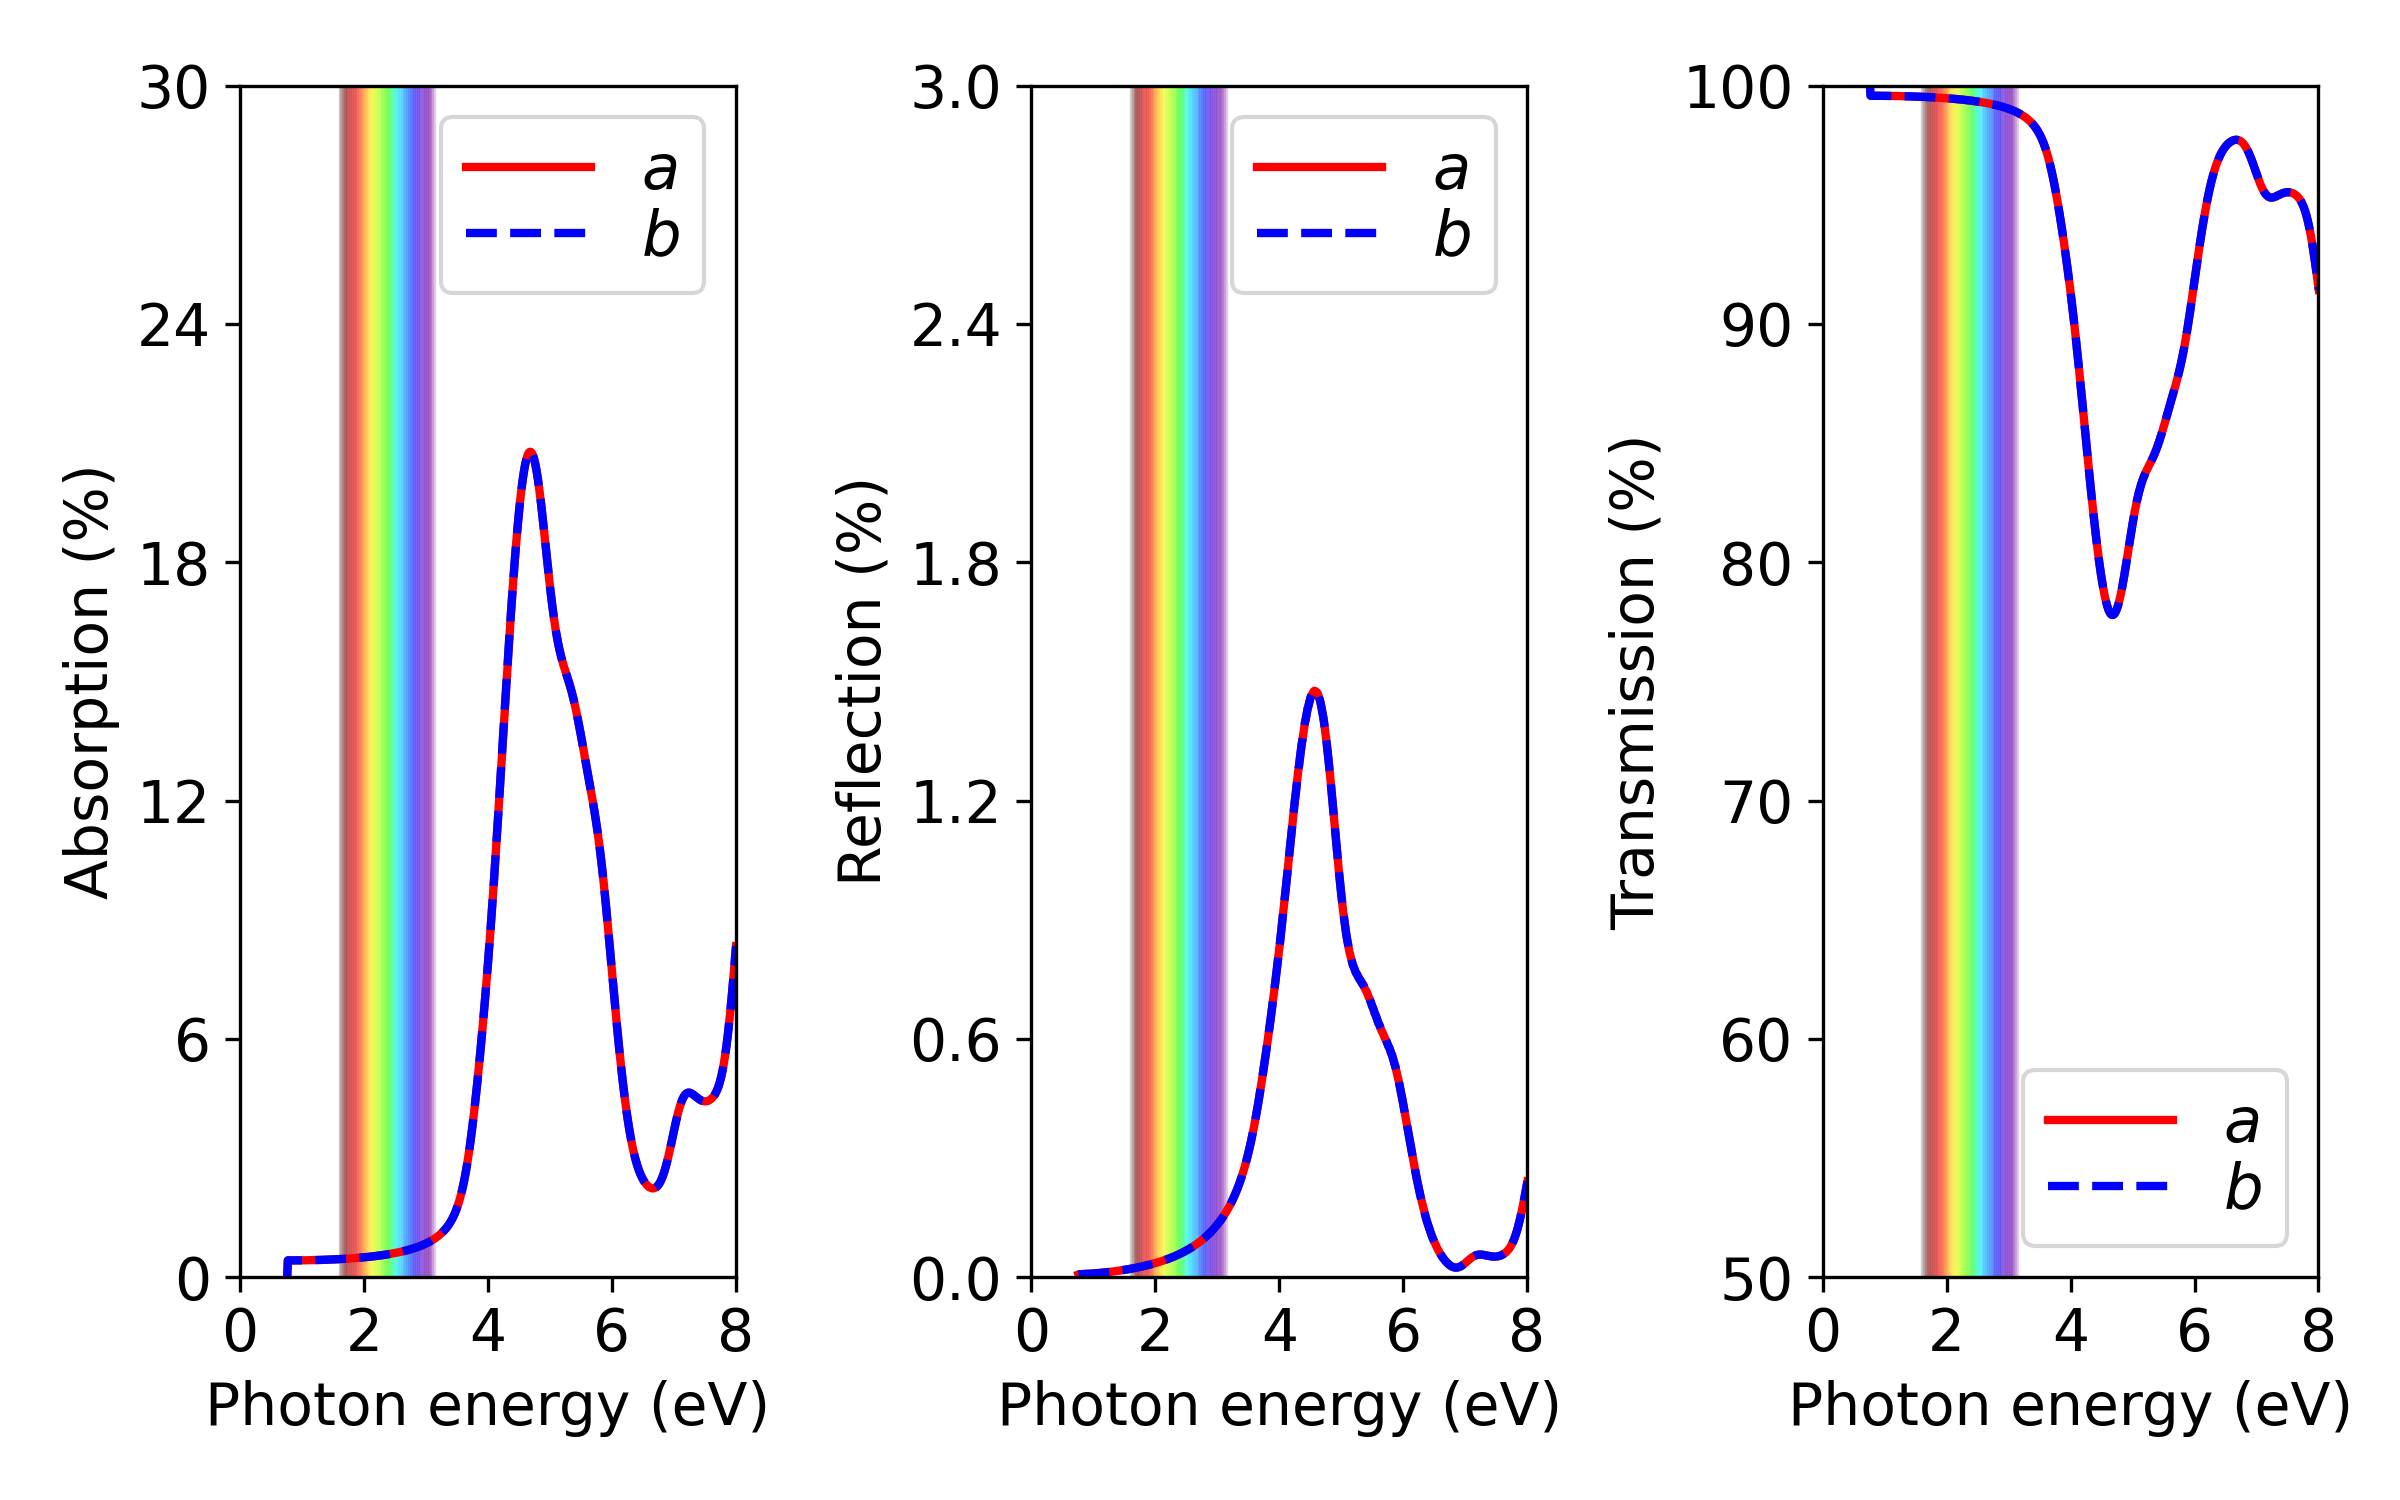 Absorption (%)
30
24
18
12
6
0
0 2 4 6 8
Photon energy (eV)
a
b
Reflection (%)
3.0
2.4
1.8
1.2
0.6
0.0
0 2 4 6 8
Photon energy (eV)
a
b
Transmission (%)
100
90
80
70
60
50
0 2 4 6 8
Photon energy (eV)
a
b